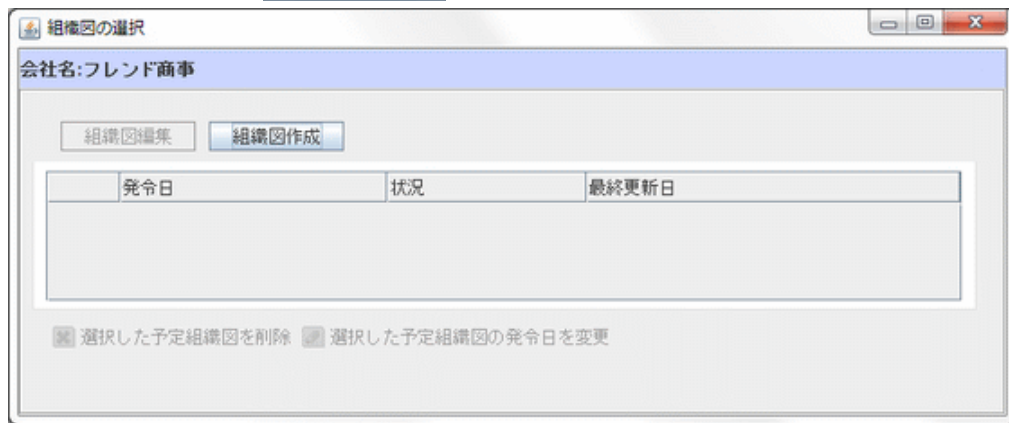 組織図の選択
会社名:フレンド商事
組織図編集 組織図作成
発令日 状況 最終更新日
選択した予定組織図を削除 選択した予定組織図の発令日を変更